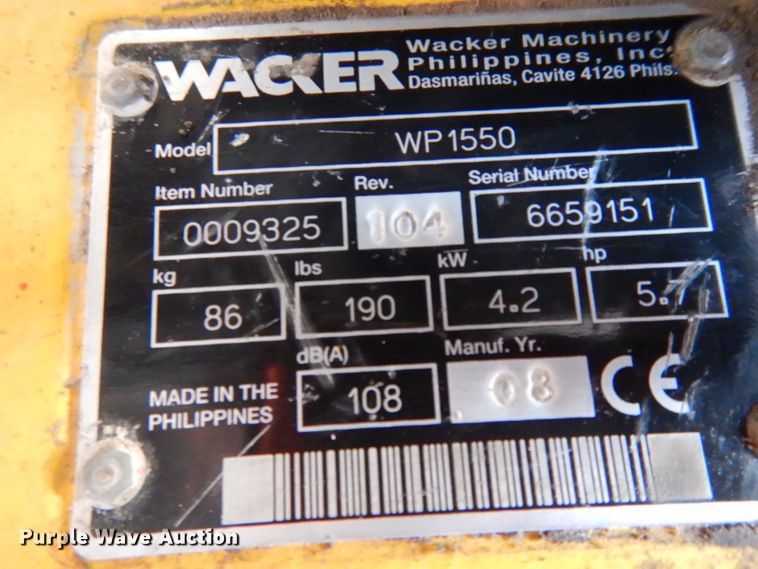 WACKER
Wacker Machinery
Philippines, Inc.
Dasmariñas, Cavite 4126 Phils.
Model WP1550
Item Number Rev. Serial Number
0009325 104 6659151
kg lbs kW hp
86 190 4.2 5.7
dB(A) Manuf. Yr.
MADE IN THE
PHILIPPINES
108 08 CE
Purple Wave Auction